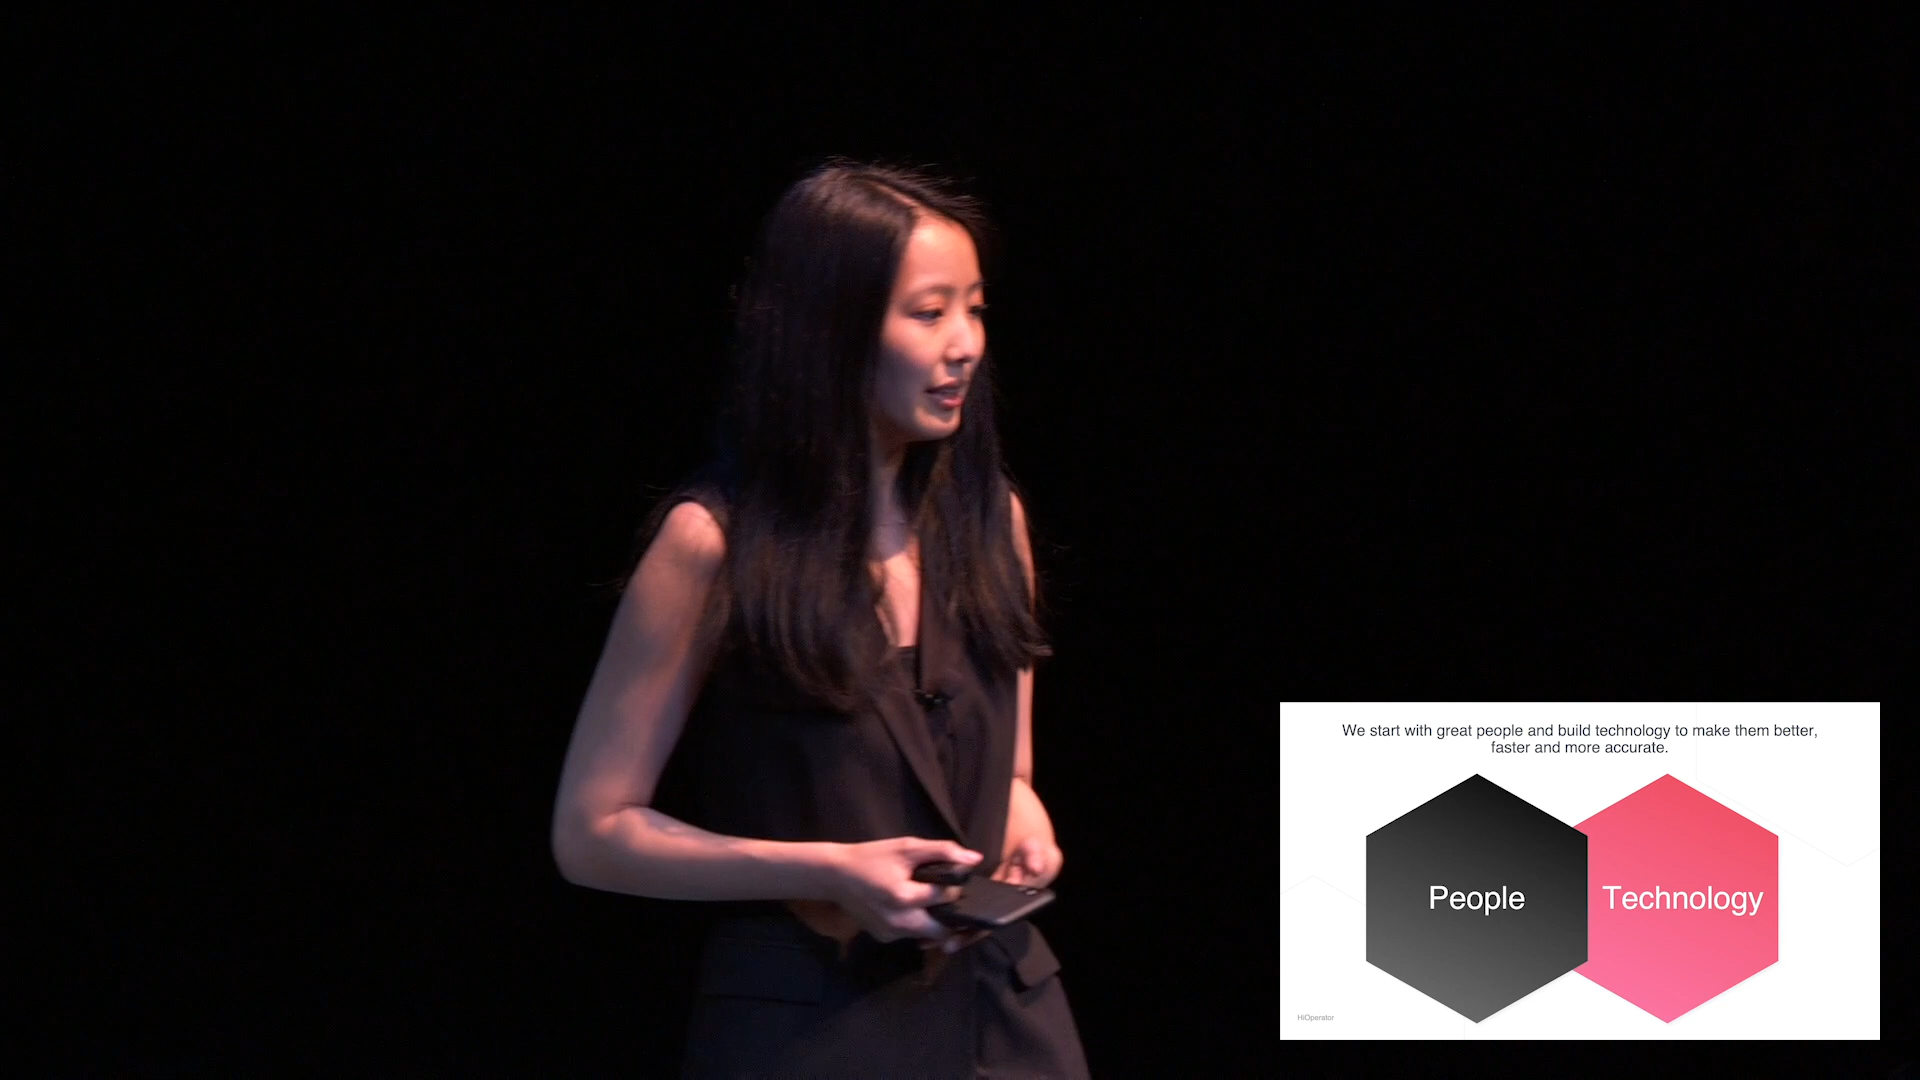 We start with great people and build technology to make them better,
faster and more accurate.
People
Technology
HiOperator